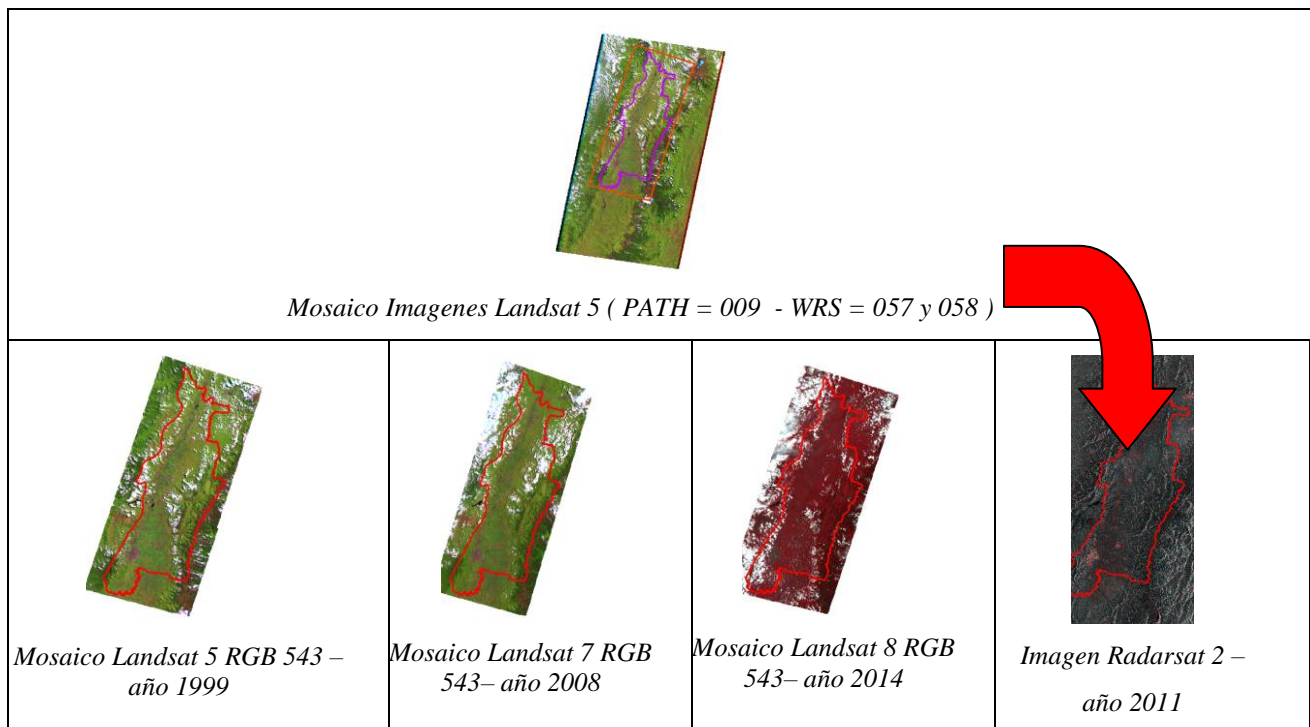 Mosaico Imagenes Landsat 5 ( PATH = 009 - WRS = 057 y 058 )
Mosaico Landsat 5 RGB 543 –
año 1999
Mosaico Landsat 7 RGB
543– año 2008
Mosaico Landsat 8 RGB
543– año 2014
Imagen Radarsat 2 –
año 2011